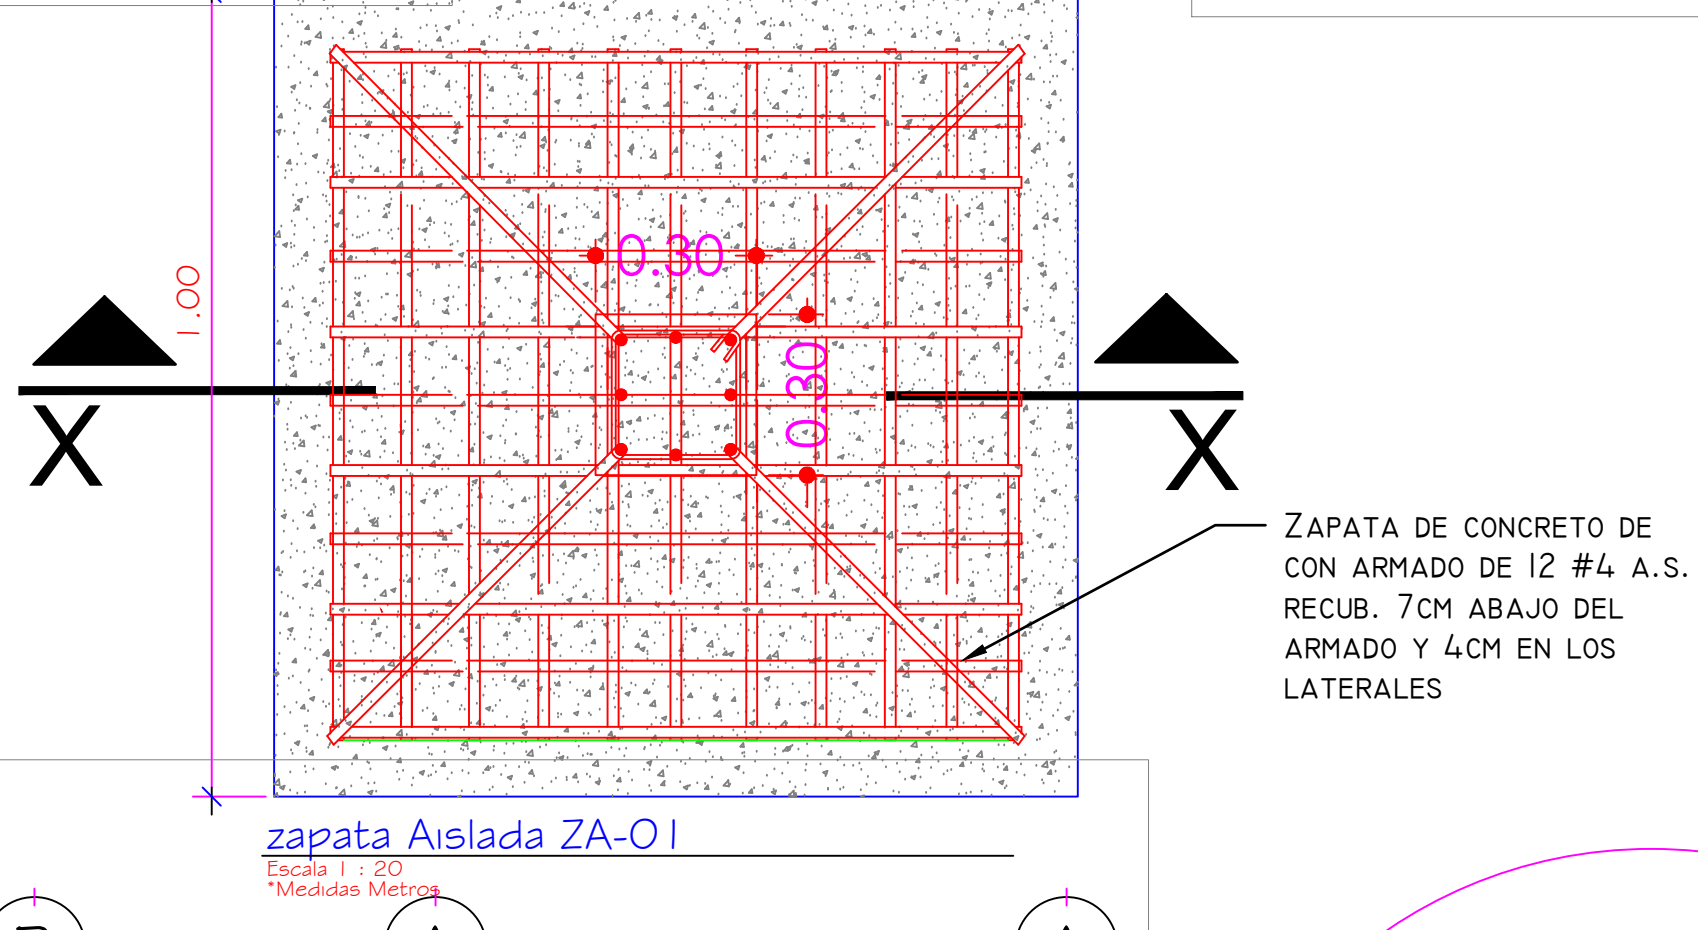 0.30
1.00
0.30
X
X
ZAPATA DE CONCRETO DE
CON ARMADO DE 12 #4 A.S.
RECUB. 7CM ABAJO DEL
ARMADO Y 4CM EN LOS
LATERALES
zapata Aislada ZA-01
Escala 1 : 20
*Medidas Metros